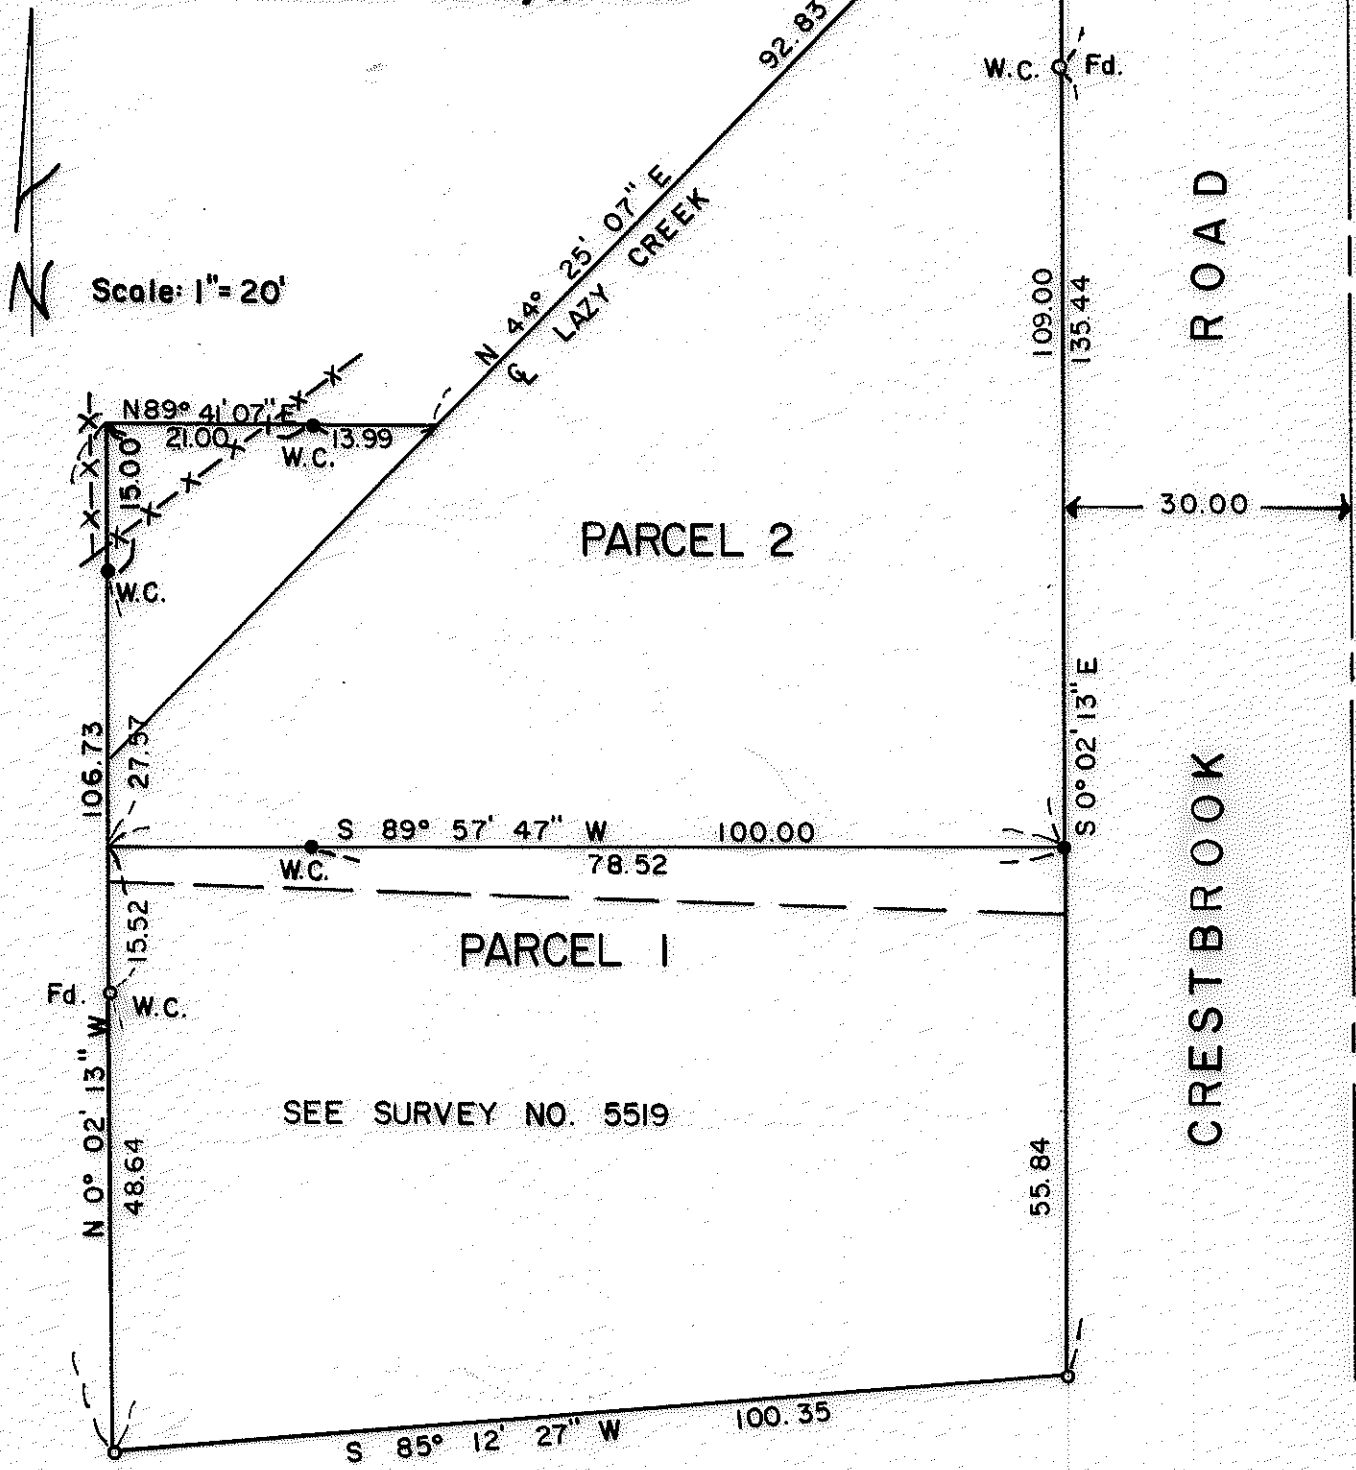 92.83
W.C. Fd.
N 44° 25' 07" E
℄ LAZY CREEK
N
Scale: 1"= 20'
109.00
135.44
ROAD
N89° 41' 07" E
21.00
13.99
W.C.
15.00
W.C.
30.00
PARCEL 2
106.73
27.57
S 0° 02' 13" E
S 89° 57' 47" W 100.00
W.C.
78.52
CRESTBROOK
15.52
PARCEL 1
Fd. W.C.
N 0° 02' 13" W
48.64
SEE SURVEY NO. 5519
55.84
S 85° 12' 27" W 100.35